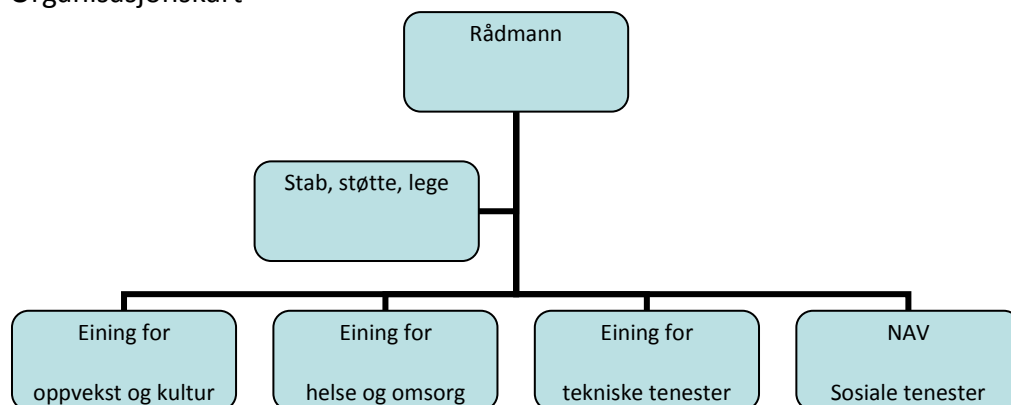 Organisasjonskart
Rådmann
Stab, støtte, lege
Eining for
oppvekst og kultur
Eining for
helse og omsorg
Eining for
tekniske tenester
NAV
Sosiale tenester